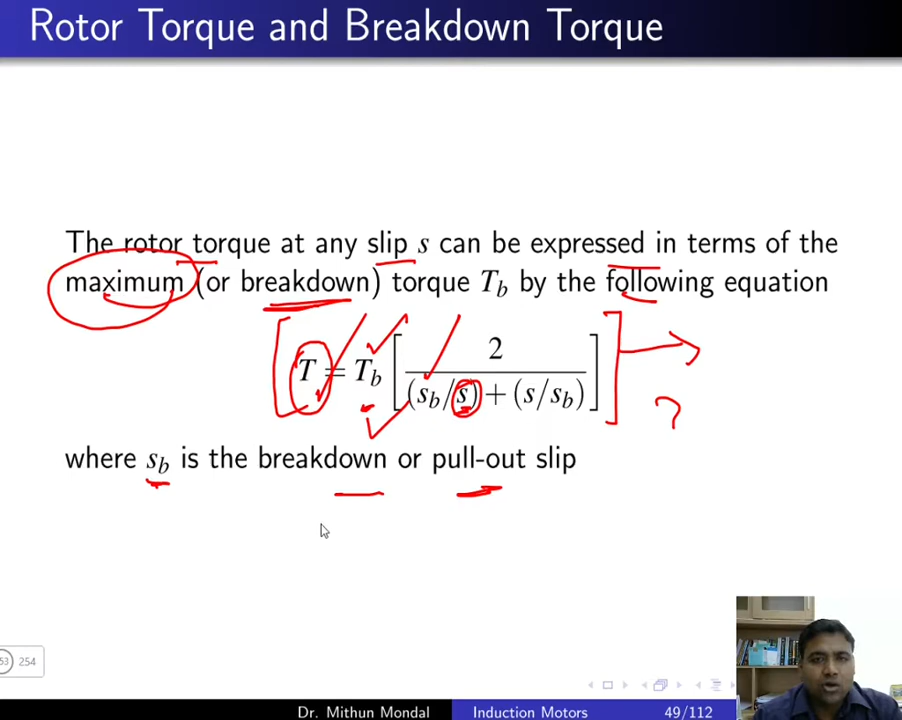 Rotor Torque and Breakdown Torque
The rotor torque at any slip s can be expressed in terms of the
maximum (or breakdown) torque T_b by the following equation
T = T_b [ 2 / ((s_b/s) + (s/s_b)) ]
?
where s_b is the breakdown or pull-out slip
53 254
Dr. Mithun Mondal Induction Motors 49/112